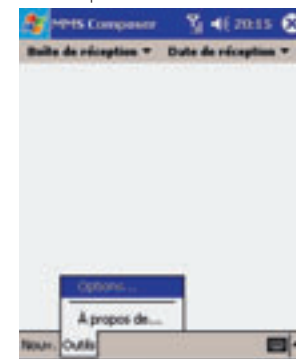 MMS Composer 20:15
Boîte de réception Date de réception
Options...
À propos de...
Nouv. Outils